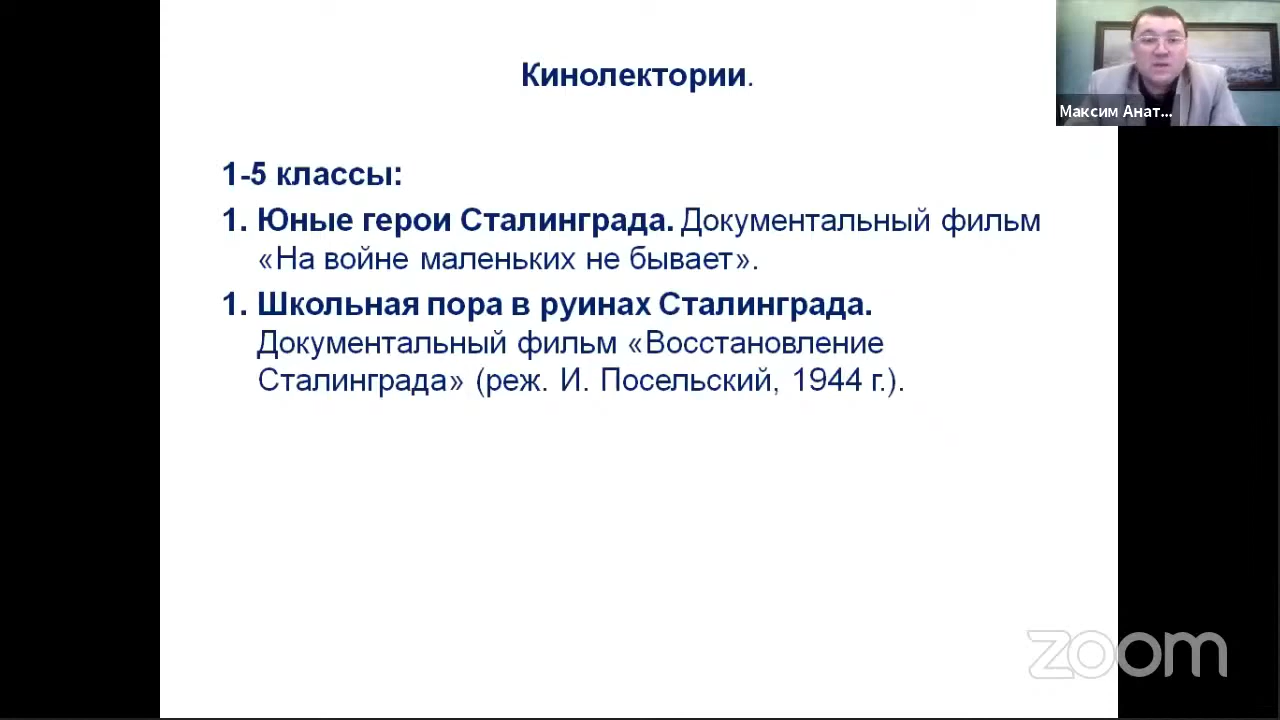 Кинолектории.
Максим Анат...
1-5 классы:
1. Юные герои Сталинграда. Документальный фильм
«На войне маленьких не бывает».
1. Школьная пора в руинах Сталинграда.
Документальный фильм «Восстановление
Сталинграда» (реж. И. Посельский, 1944 г.).
zoom